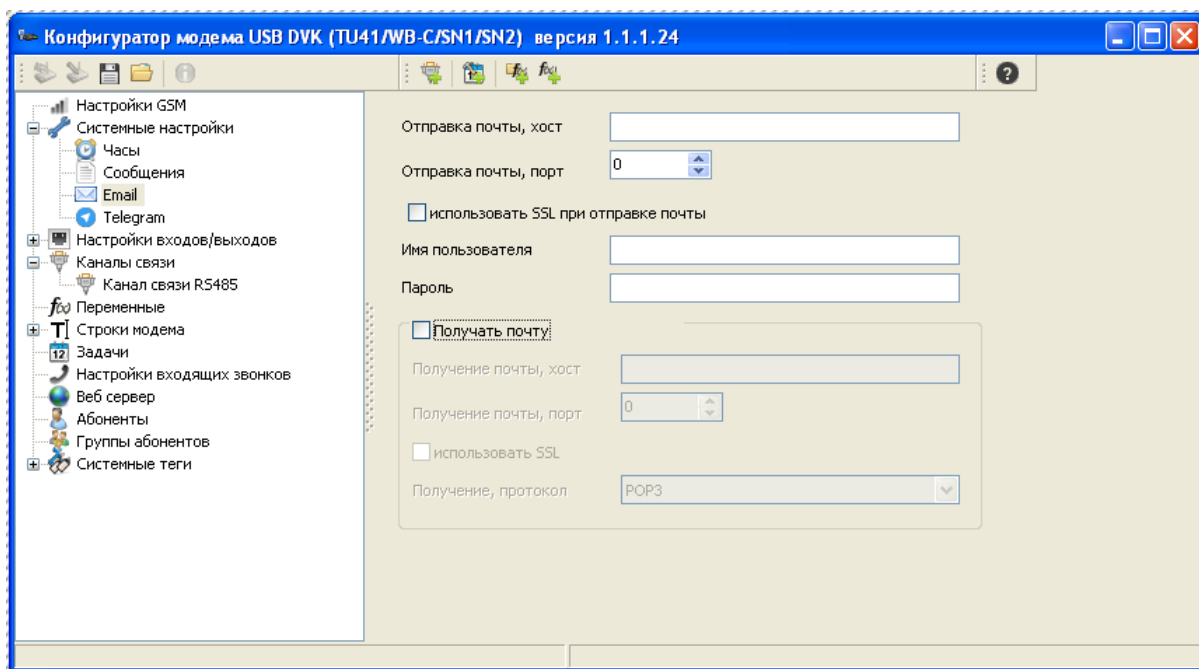 Конфигуратор модема USB DVK (TU41/WB-C/SN1/SN2) версия 1.1.1.24
Настройки GSM
Системные настройки
Часы
Сообщения
Email
Telegram
Настройки входов/выходов
Каналы связи
Канал связи RS485
f(x) Переменные
Строки модема
12 Задачи
Настройки входящих звонков
Веб сервер
Абоненты
Группы абонентов
Системные теги
Отправка почты, хост
Отправка почты, порт 0
использовать SSL при отправке почты
Имя пользователя
Пароль
Получать почту
Получение почты, хост
Получение почты, порт 0
использовать SSL
Получение, протокол POP3